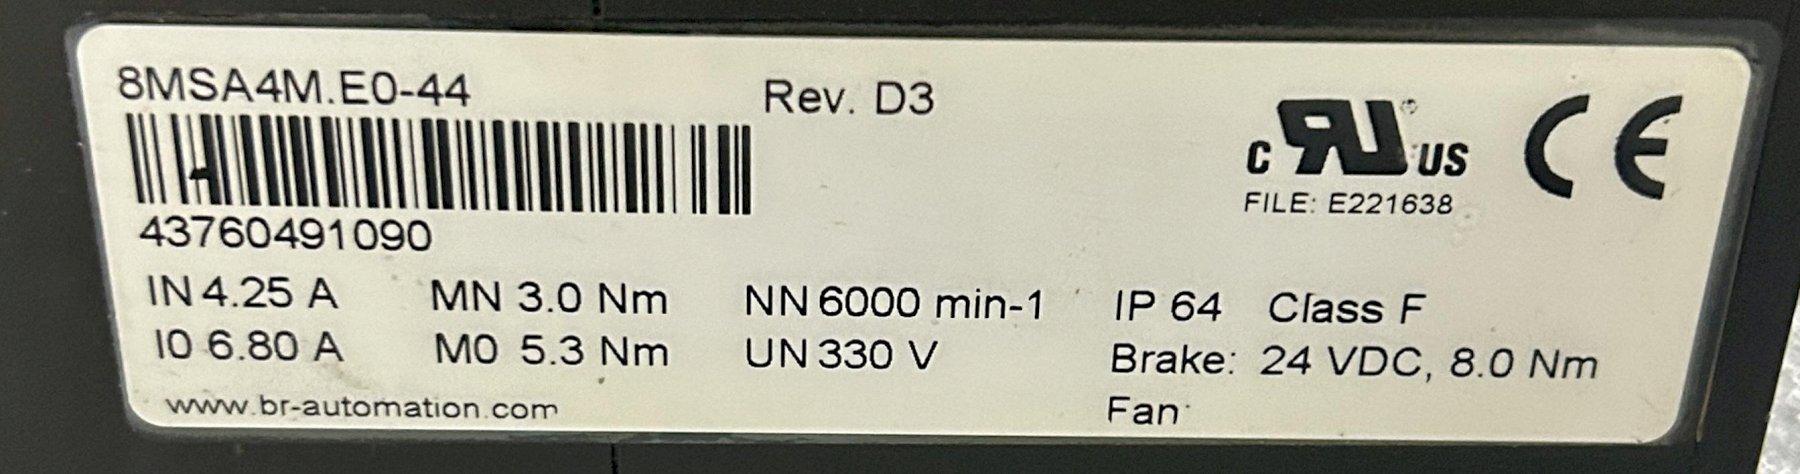 8MSA4M.E0-44 Rev. D3
c RU ® US CE
FILE: E221638
43760491090
IN 4.25 A MN 3.0 Nm NN 6000 min-1 IP 64 Class F
I0 6.80 A M0 5.3 Nm UN 330 V Brake: 24 VDC, 8.0 Nm
www.br-automation.com Fan